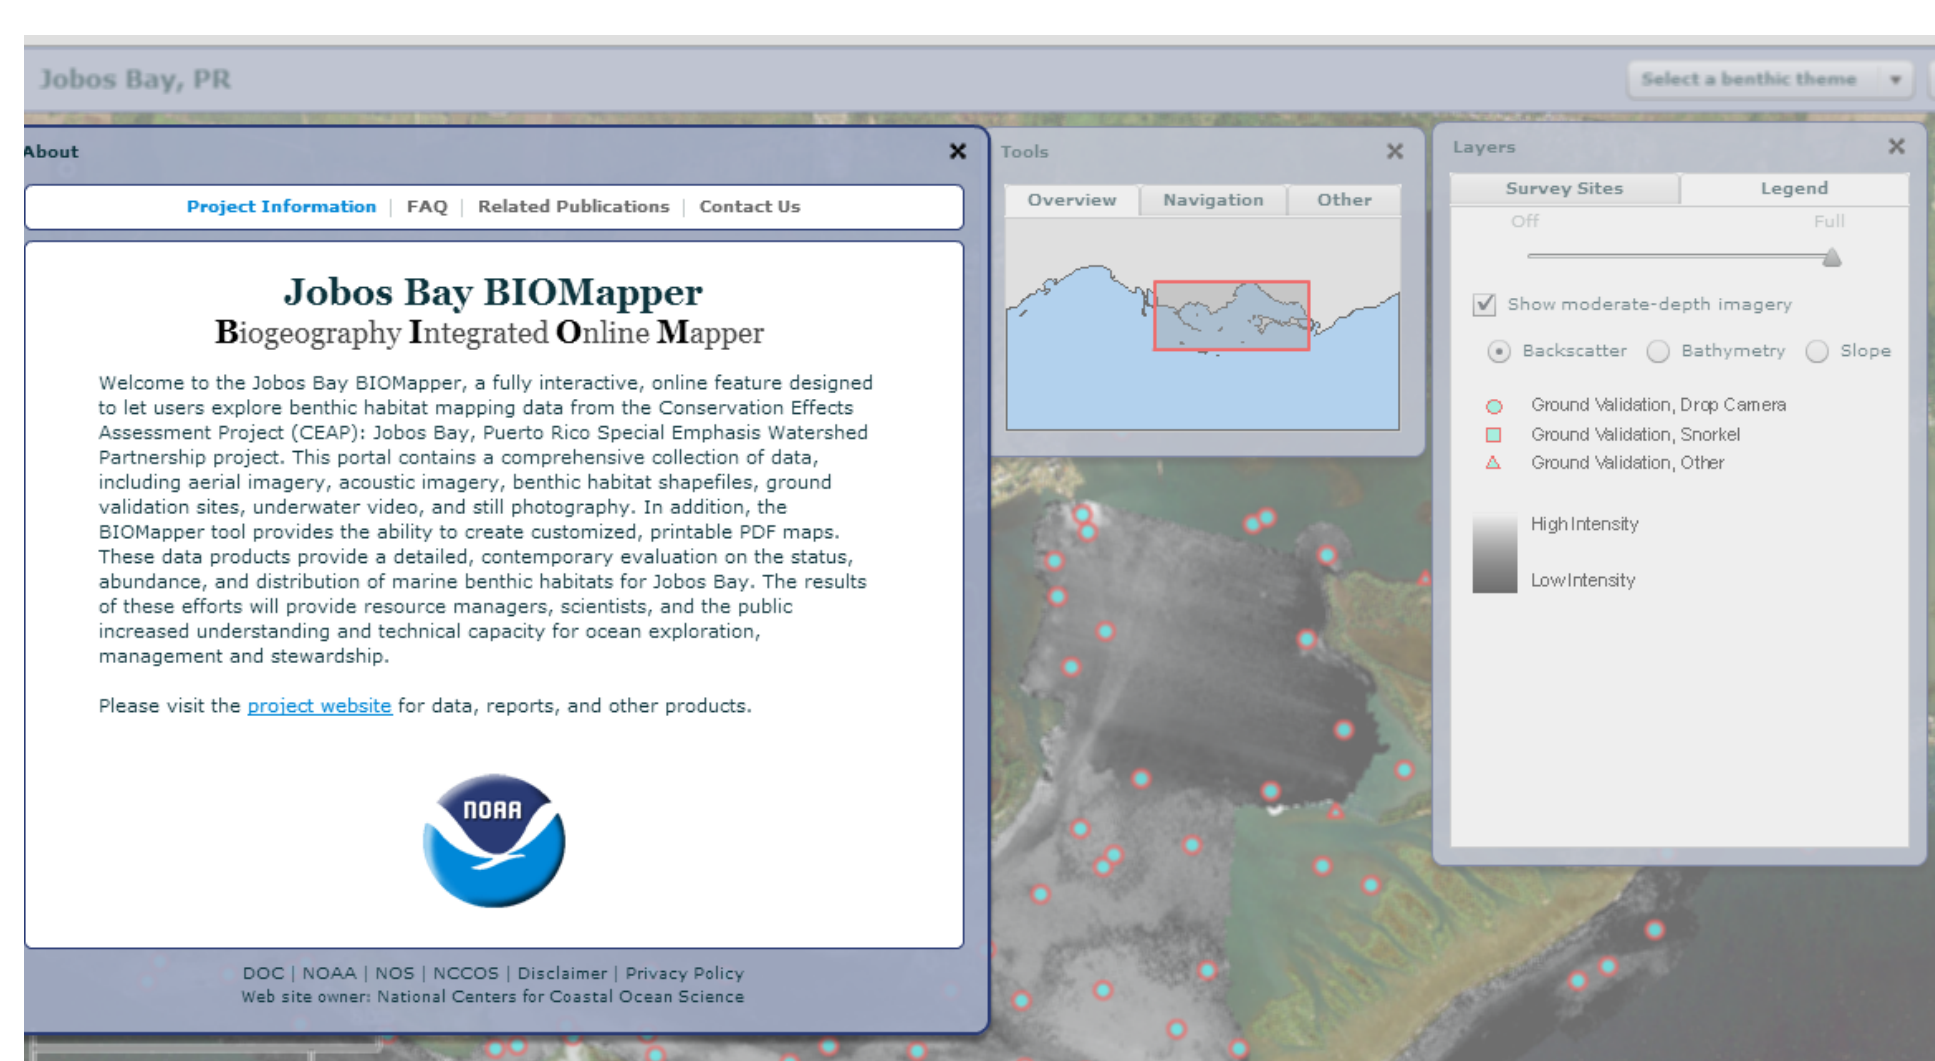 Jobos Bay, PR
Select a benthic theme
About
Project Information | FAQ | Related Publications | Contact Us
Jobos Bay BIOMapper
Biogeography Integrated Online Mapper
Welcome to the Jobos Bay BIOMapper, a fully interactive, online feature designed
to let users explore benthic habitat mapping data from the Conservation Effects
Assessment Project (CEAP): Jobos Bay, Puerto Rico Special Emphasis Watershed
Partnership project. This portal contains a comprehensive collection of data,
including aerial imagery, acoustic imagery, benthic habitat shapefiles, ground
validation sites, underwater video, and still photography. In addition, the
BIOMapper tool provides the ability to create customized, printable PDF maps.
These data products provide a detailed, contemporary evaluation on the status,
abundance, and distribution of marine benthic habitats for Jobos Bay. The results
of these efforts will provide resource managers, scientists, and the public
increased understanding and technical capacity for ocean exploration,
management and stewardship.
Please visit the project website for data, reports, and other products.
NOAA
DOC | NOAA | NOS | NCCOS | Disclaimer | Privacy Policy
Web site owner: National Centers for Coastal Ocean Science
Tools
Overview Navigation Other
Layers
Survey Sites Legend
Off Full
Show moderate-depth imagery
Backscatter Bathymetry Slope
Ground Validation, Drop Camera
Ground Validation, Snorkel
Ground Validation, Other
High Intensity
Low Intensity